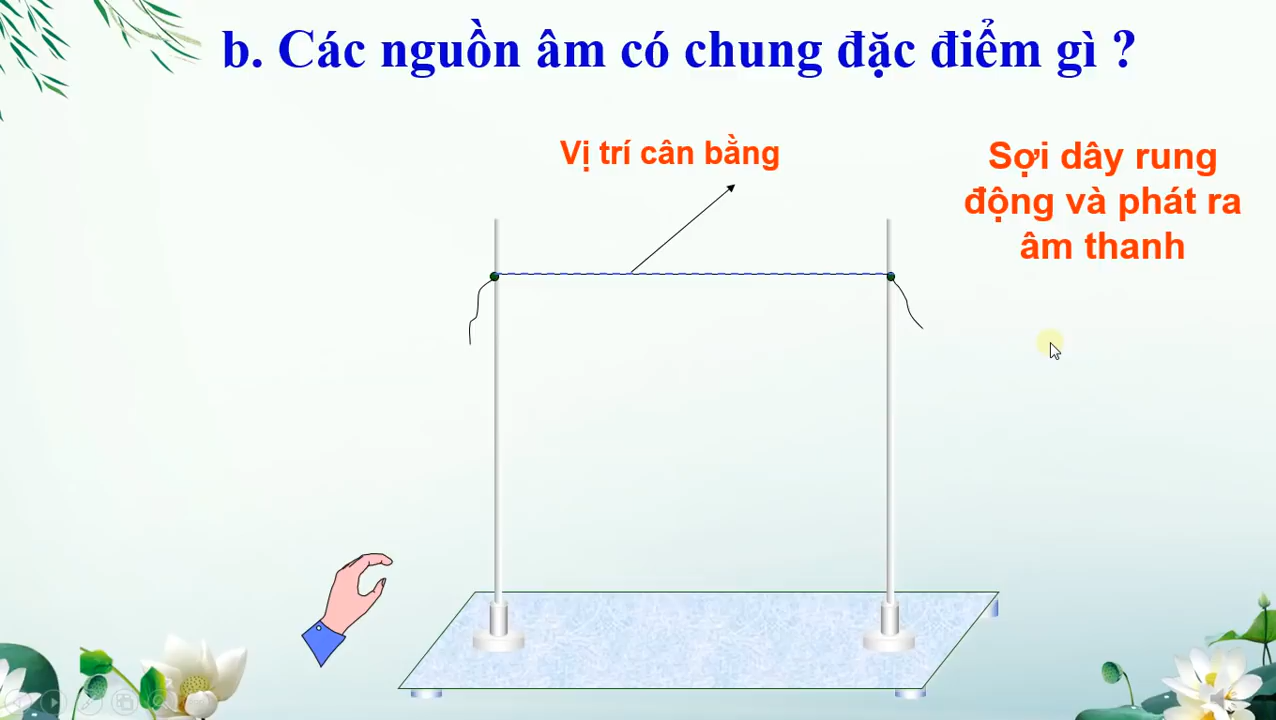 b. Các nguồn âm có chung đặc điểm gì ?
Vị trí cân bằng
Sợi dây rung
động và phát ra
âm thanh